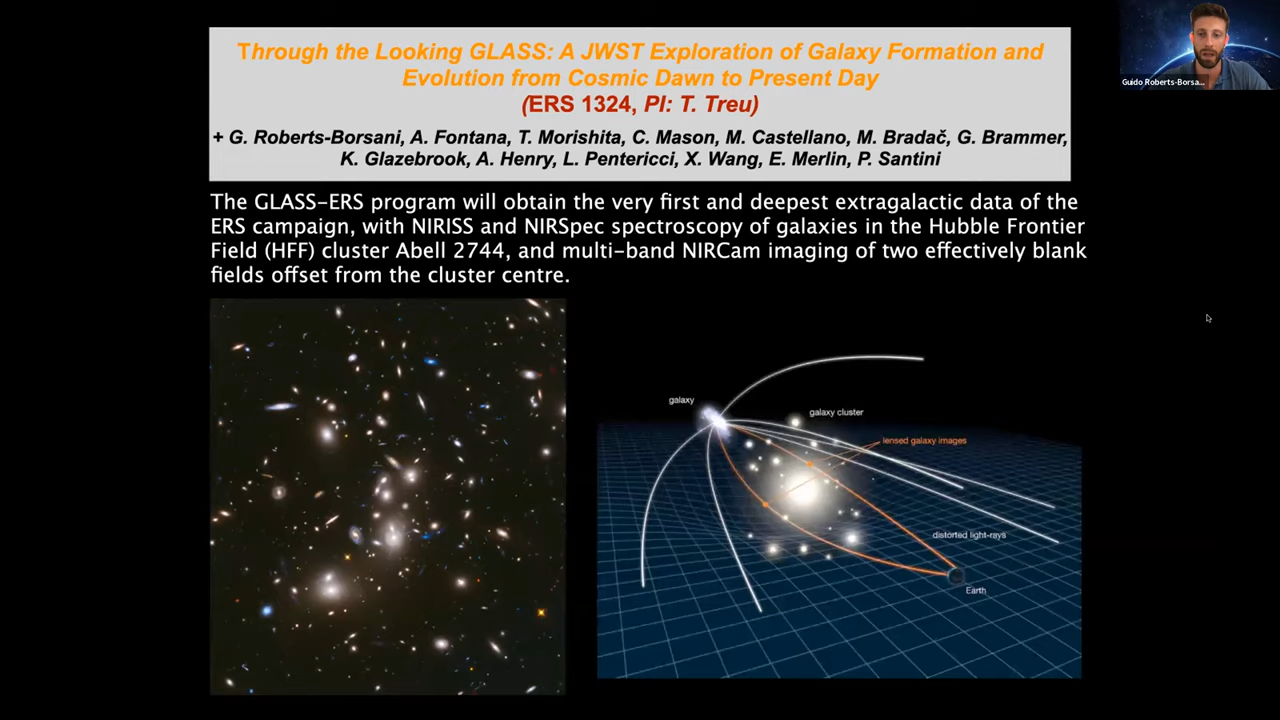 Through the Looking GLASS: A JWST Exploration of Galaxy Formation and
Evolution from Cosmic Dawn to Present Day
(ERS 1324, PI: T. Treu)
+ G. Roberts-Borsani, A. Fontana, T. Morishita, C. Mason, M. Castellano, M. Bradač, G. Brammer,
K. Glazebrook, A. Henry, L. Pentericci, X. Wang, E. Merlin, P. Santini
Guido Roberts-Borsa...
The GLASS-ERS program will obtain the very first and deepest extragalactic data of the
ERS campaign, with NIRISS and NIRSpec spectroscopy of galaxies in the Hubble Frontier
Field (HFF) cluster Abell 2744, and multi-band NIRCam imaging of two effectively blank
fields offset from the cluster centre.
galaxy
galaxy cluster
lensed galaxy images
distorted light-rays
Earth